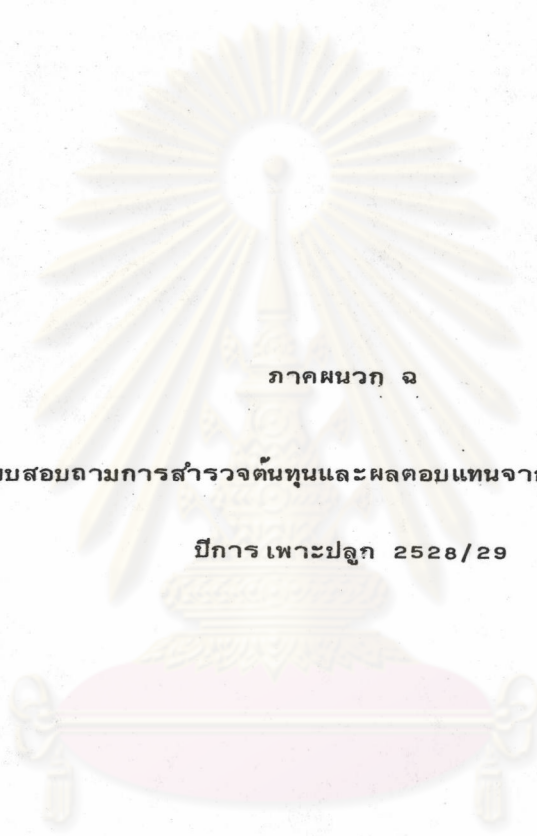 ภาคผนวก ฉ
บบสอบถามการสำรวจต้นทุนและผลตอบแทนจา
ปีการเพาะปลูก 2528/29